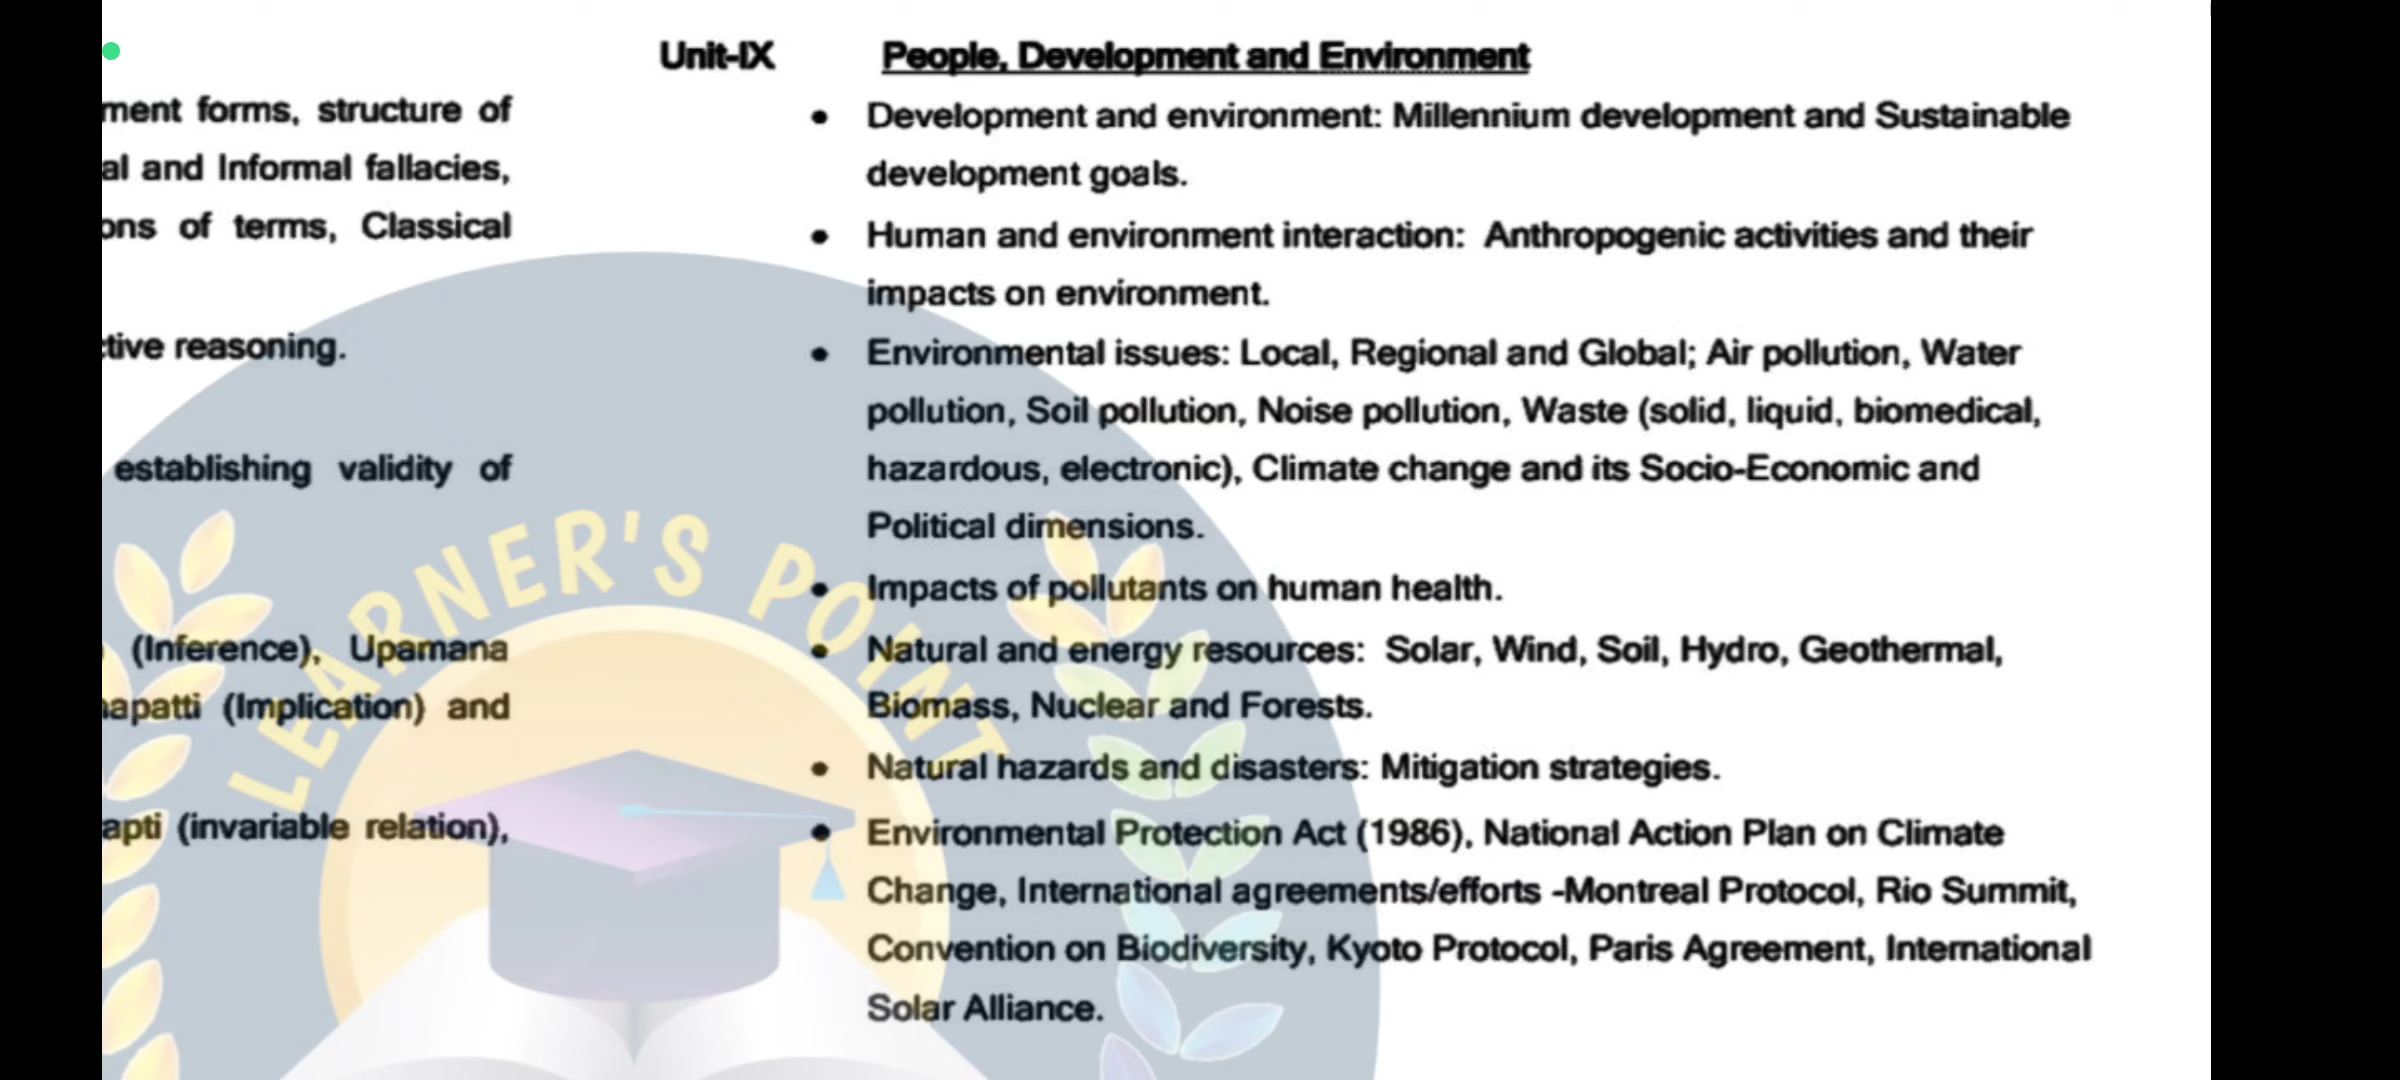 ment forms, structure of
al and Informal fallacies,
ons of terms, Classical
tive reasoning.
establishing validity of
(Inference), Upamana
apatti (Implication) and
apti (invariable relation),
Unit-IX People, Development and Environment
• Development and environment: Millennium development and Sustainable
development goals.
• Human and environment interaction: Anthropogenic activities and their
impacts on environment.
• Environmental issues: Local, Regional and Global; Air pollution, Water
pollution, Soil pollution, Noise pollution, Waste (solid, liquid, biomedical,
hazardous, electronic), Climate change and its Socio-Economic and
Political dimensions.
• Impacts of pollutants on human health.
• Natural and energy resources: Solar, Wind, Soil, Hydro, Geothermal,
Biomass, Nuclear and Forests.
• Natural hazards and disasters: Mitigation strategies.
• Environmental Protection Act (1986), National Action Plan on Climate
Change, International agreements/efforts -Montreal Protocol, Rio Summit,
Convention on Biodiversity, Kyoto Protocol, Paris Agreement, International
Solar Alliance.
LEARNER'S POINT